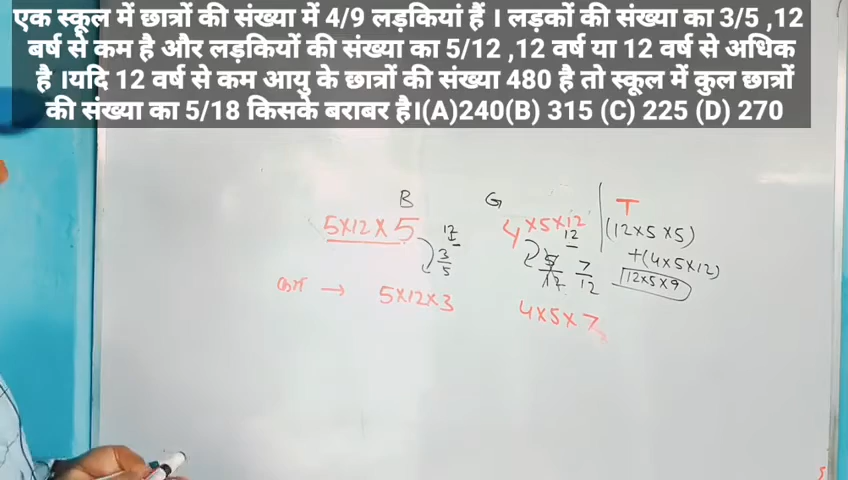 एक स्कूल में छात्रों की संख्या में 4/9 लड़कियां हैं । लड़कों की संख्या का 3/5 ,12
बर्ष से कम है और लड़कियों की संख्या का 5/12 ,12 वर्ष या 12 वर्ष से अधिक
है ।यदि 12 वर्ष से कम आयु के छात्रों की संख्या 480 है तो स्कूल में कुल छात्रों
की संख्या का 5/18 किसके बराबर है।(A)240(B) 315 (C) 225 (D) 270
B G T
5×12×5 4×5×12 (12×5×5)
12 12 +(4×5×12)
3/5 5/12 7/12 12×5×9
कम → 5×12×3 4×5×7